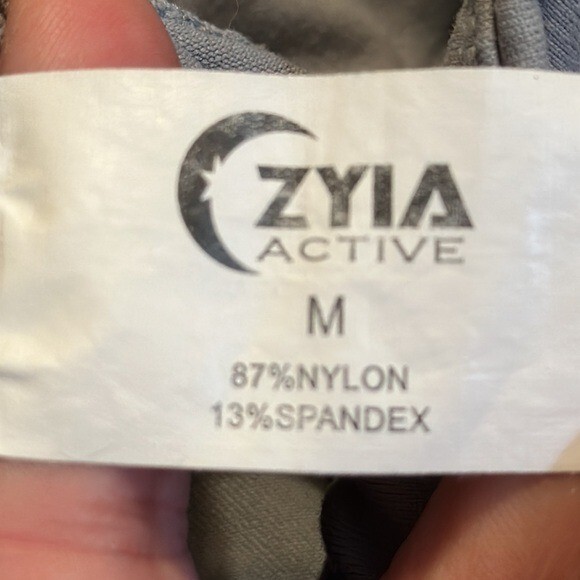 ZYIA
ACTIVE
M
87%NYLON
13%SPANDEX